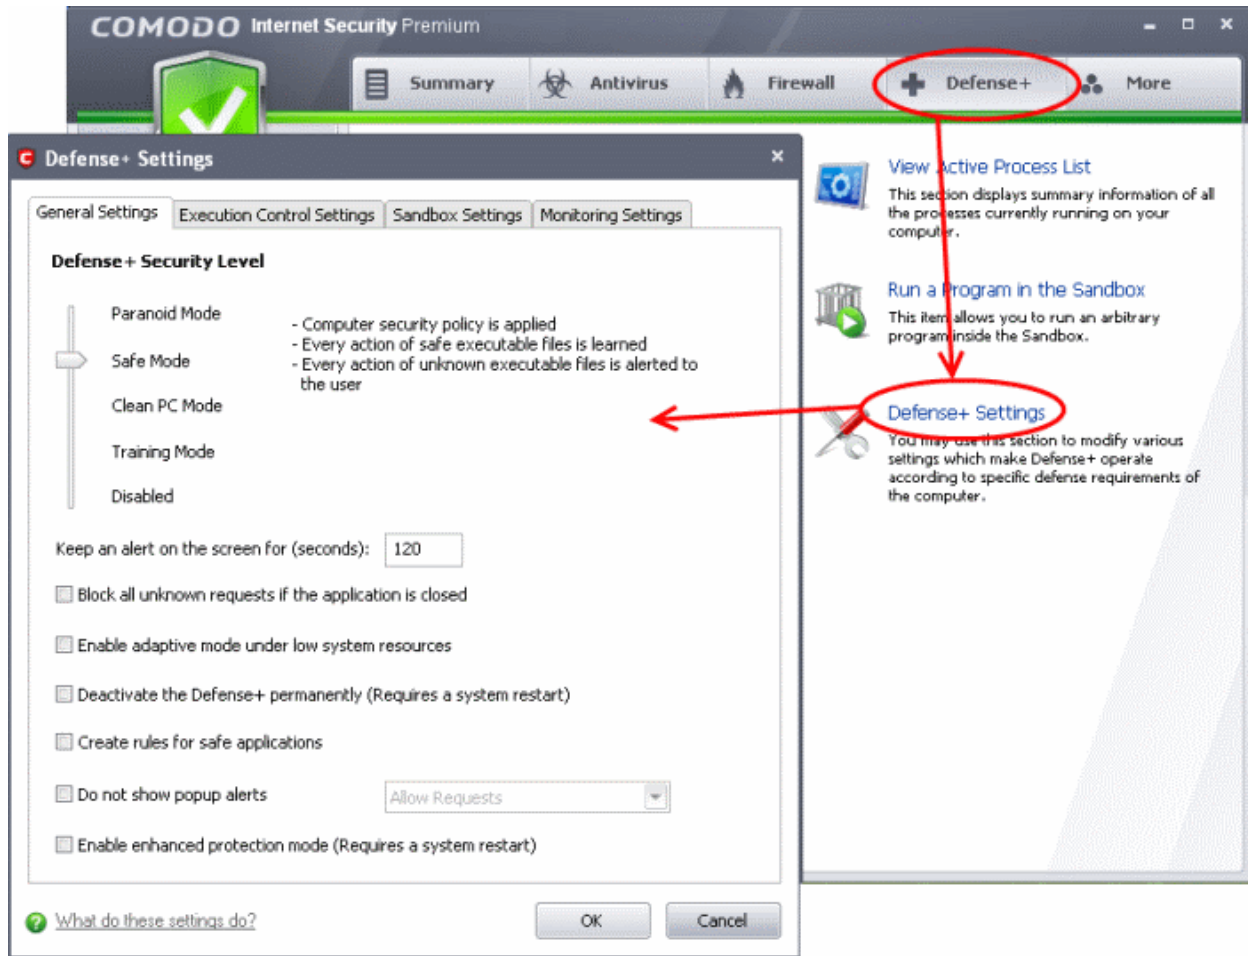 COMODO Internet Security Premium
Summary
Antivirus
Firewall
Defense+
More
Defense+ Settings
General Settings
Execution Control Settings
Sandbox Settings
Monitoring Settings
Defense+ Security Level
Paranoid Mode
Safe Mode
Clean PC Mode
Training Mode
Disabled
- Computer security policy is applied
- Every action of safe executable files is learned
- Every action of unknown executable files is alerted to
the user
Keep an alert on the screen for (seconds): 120
Block all unknown requests if the application is closed
Enable adaptive mode under low system resources
Deactivate the Defense+ permanently (Requires a system restart)
Create rules for safe applications
Do not show popup alerts
Allow Requests
Enable enhanced protection mode (Requires a system restart)
What do these settings do?
OK
Cancel
View Active Process List
This section displays summary information of all
the processes currently running on your
computer.
Run a Program in the Sandbox
This item allows you to run an arbitrary
program inside the Sandbox.
Defense+ Settings
You may use this section to modify various
settings which make Defense+ operate
according to specific defense requirements of
the computer.